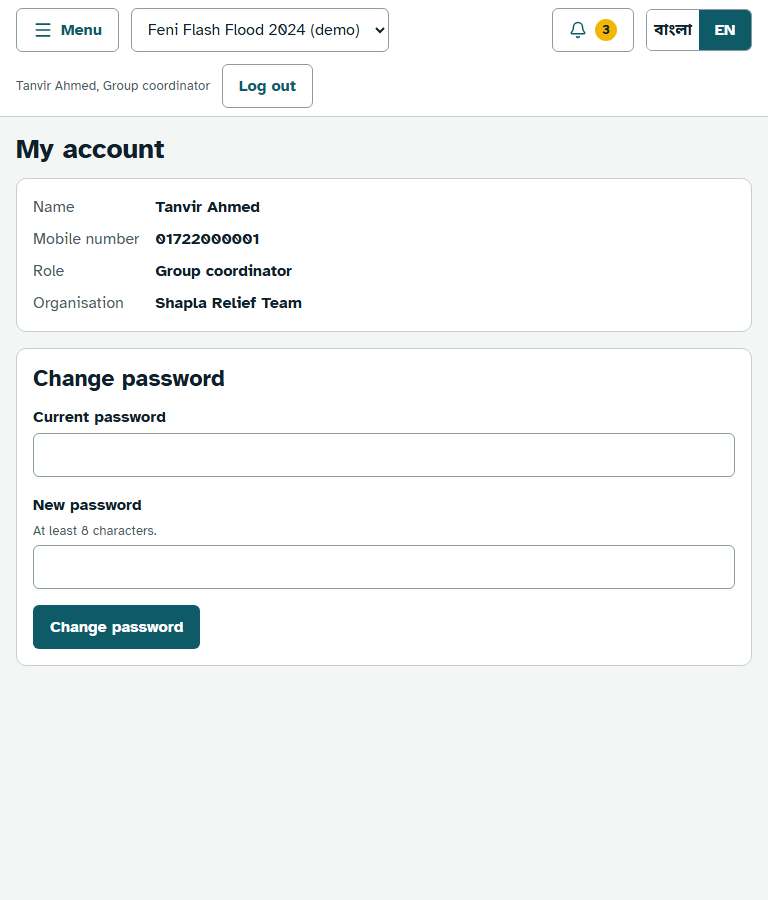 Menu
Feni Flash Flood 2024 (demo)
3
বাংলা
EN
Tanvir Ahmed, Group coordinator
Log out
My account
Name Tanvir Ahmed
Mobile number 01722000001
Role Group coordinator
Organisation Shapla Relief Team
Change password
Current password
New password
At least 8 characters.
Change password